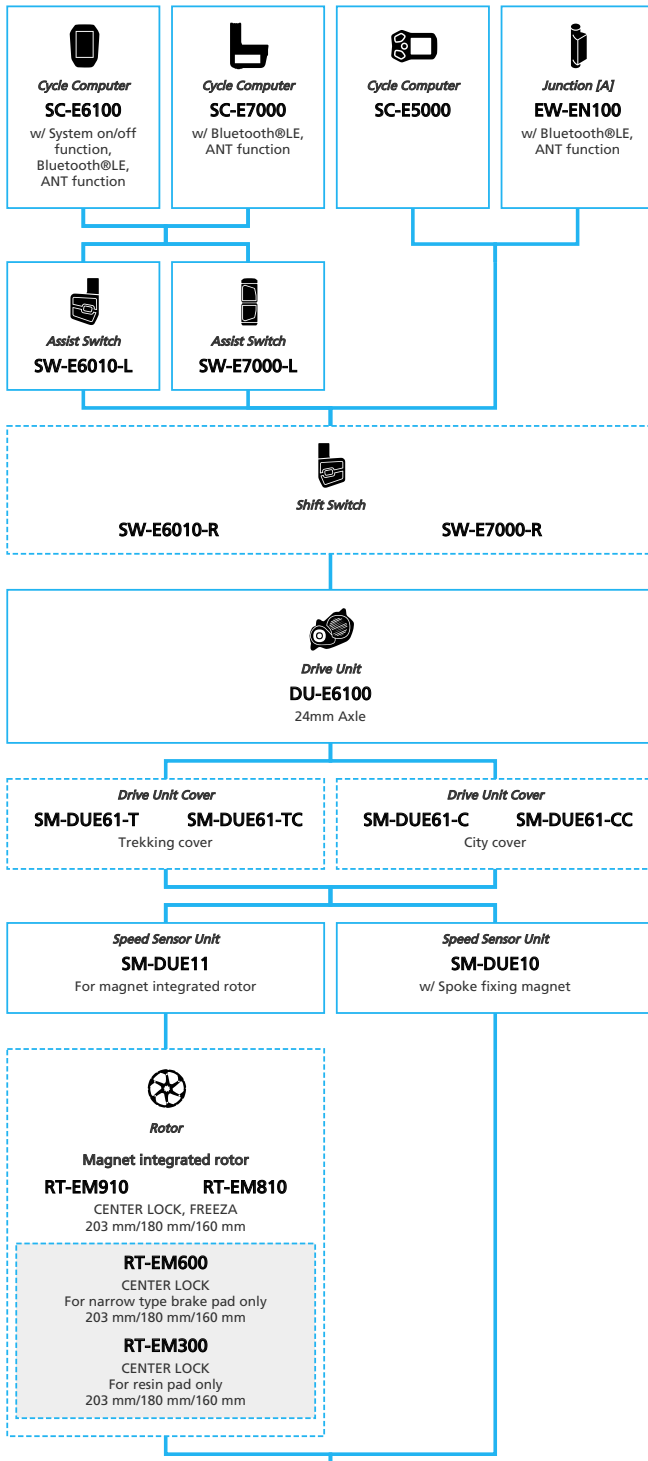 Cycle Computer
SC-E6100
w/ System on/off
function,
Bluetooth®LE,
ANT function
Cycle Computer
SC-E7000
w/ Bluetooth®LE,
ANT function
Cycle Computer
SC-E5000
Junction [A]
EW-EN100
w/ Bluetooth®LE,
ANT function
Assist Switch
SW-E6010-L
Assist Switch
SW-E7000-L
Shift Switch
SW-E6010-R SW-E7000-R
Drive Unit
DU-E6100
24mm Axle
Drive Unit Cover
SM-DUE61-T SM-DUE61-TC
Trekking cover
Drive Unit Cover
SM-DUE61-C SM-DUE61-CC
City cover
Speed Sensor Unit
SM-DUE11
For magnet integrated rotor
Speed Sensor Unit
SM-DUE10
w/ Spoke fixing magnet
Rotor
Magnet integrated rotor
RT-EM910 RT-EM810
CENTER LOCK, FREEZA
203 mm/180 mm/160 mm
RT-EM600
CENTER LOCK
For narrow type brake pad only
203 mm/180 mm/160 mm
RT-EM300
CENTER LOCK
For resin pad only
203 mm/180 mm/160 mm